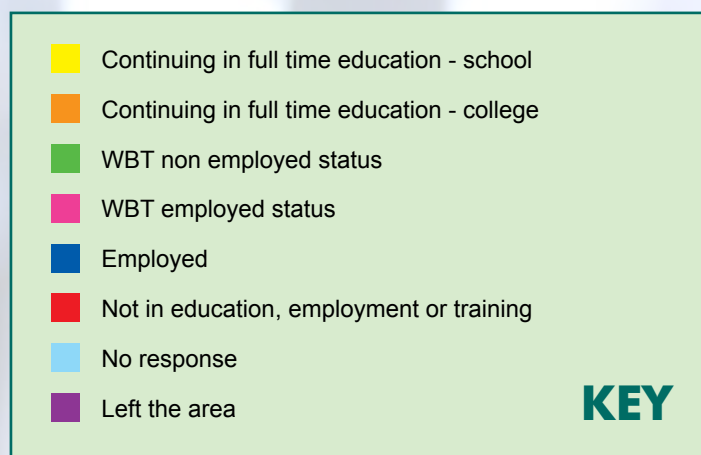 Continuing in full time education - school
Continuing in full time education - college
WBT non employed status
WBT employed status
Employed
Not in education, employment or training
No response
Left the area
KEY